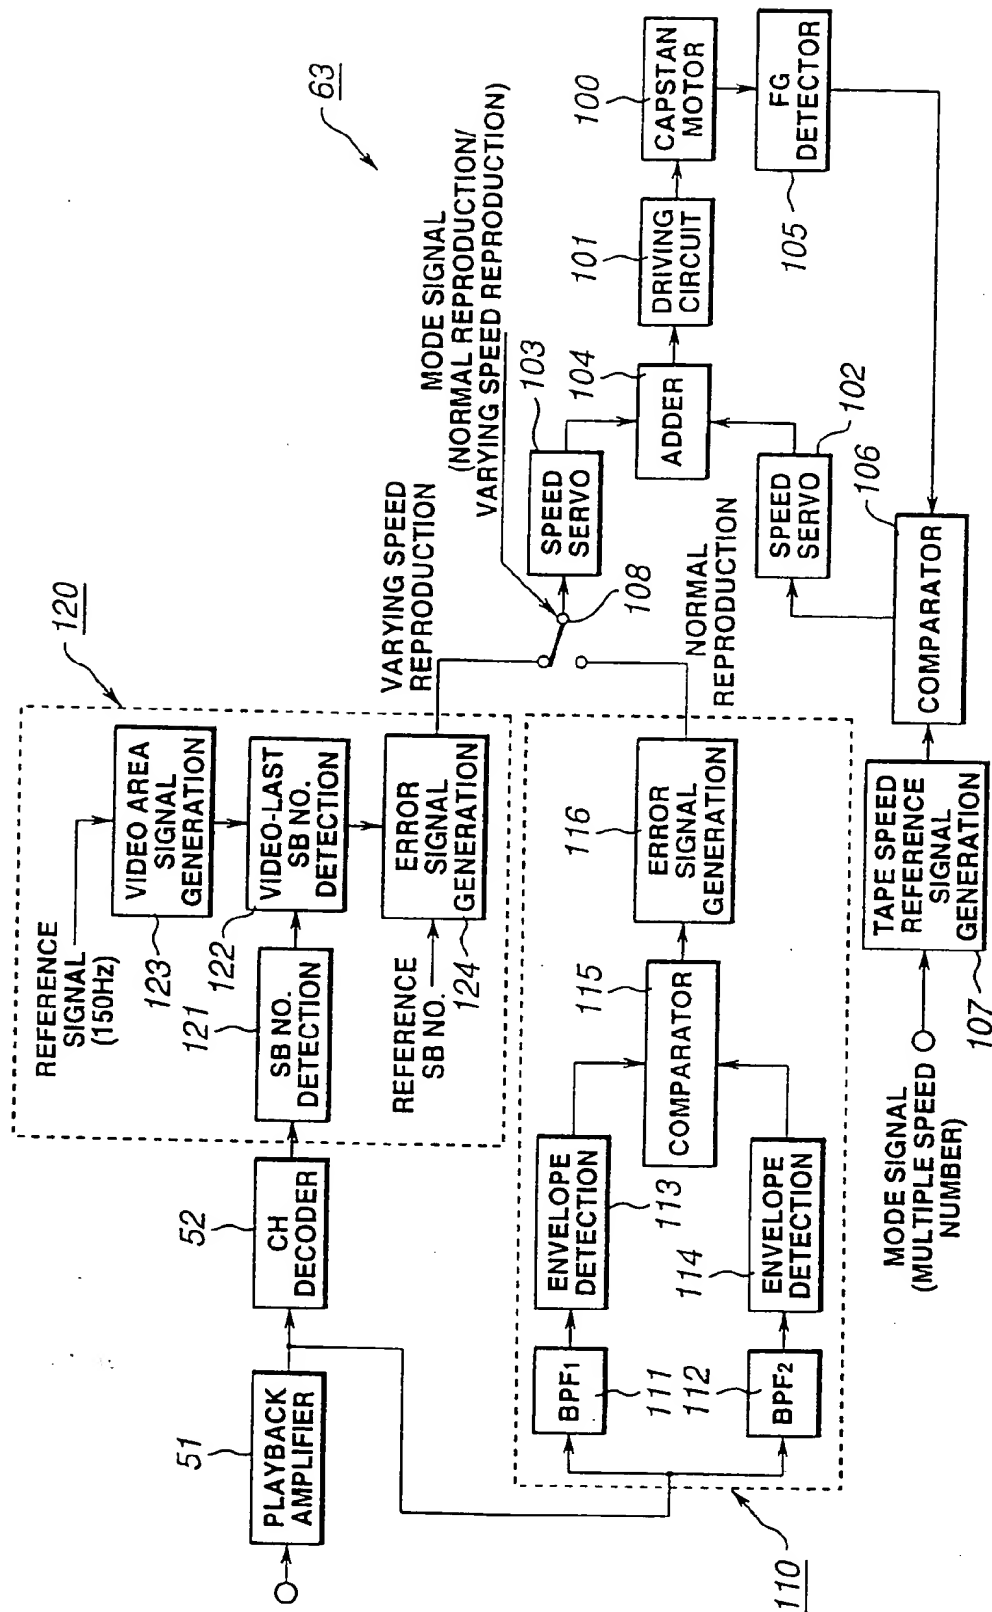 63
120
REFERENCE
SIGNAL
(150Hz)
VIDEO AREA
SIGNAL
GENERATION
123
VIDEO-LAST
SB NO.
DETECTION
122
121
SB NO.
DETECTION
ERROR
SIGNAL
GENERATION
124
REFERENCE
SB NO.
VARYING SPEED
REPRODUCTION
MODE SIGNAL
(NORMAL REPRODUCTION/
VARYING SPEED REPRODUCTION)
51
PLAYBACK
AMPLIFIER
52
CH
DECODER
108
103
SPEED
SERVO
104
ADDER
101
DRIVING
CIRCUIT
100
CAPSTAN
MOTOR
FG
DETECTOR
105
110
BPF1
111
112
BPF2
ENVELOPE
DETECTION
113
114
ENVELOPE
DETECTION
115
COMPARATOR
116
ERROR
SIGNAL
GENERATION
NORMAL
REPRODUCTION
SPEED
SERVO
102
106
COMPARATOR
TAPE SPEED
REFERENCE
SIGNAL
GENERATION
107
MODE SIGNAL
(MULTIPLE SPEED
NUMBER)